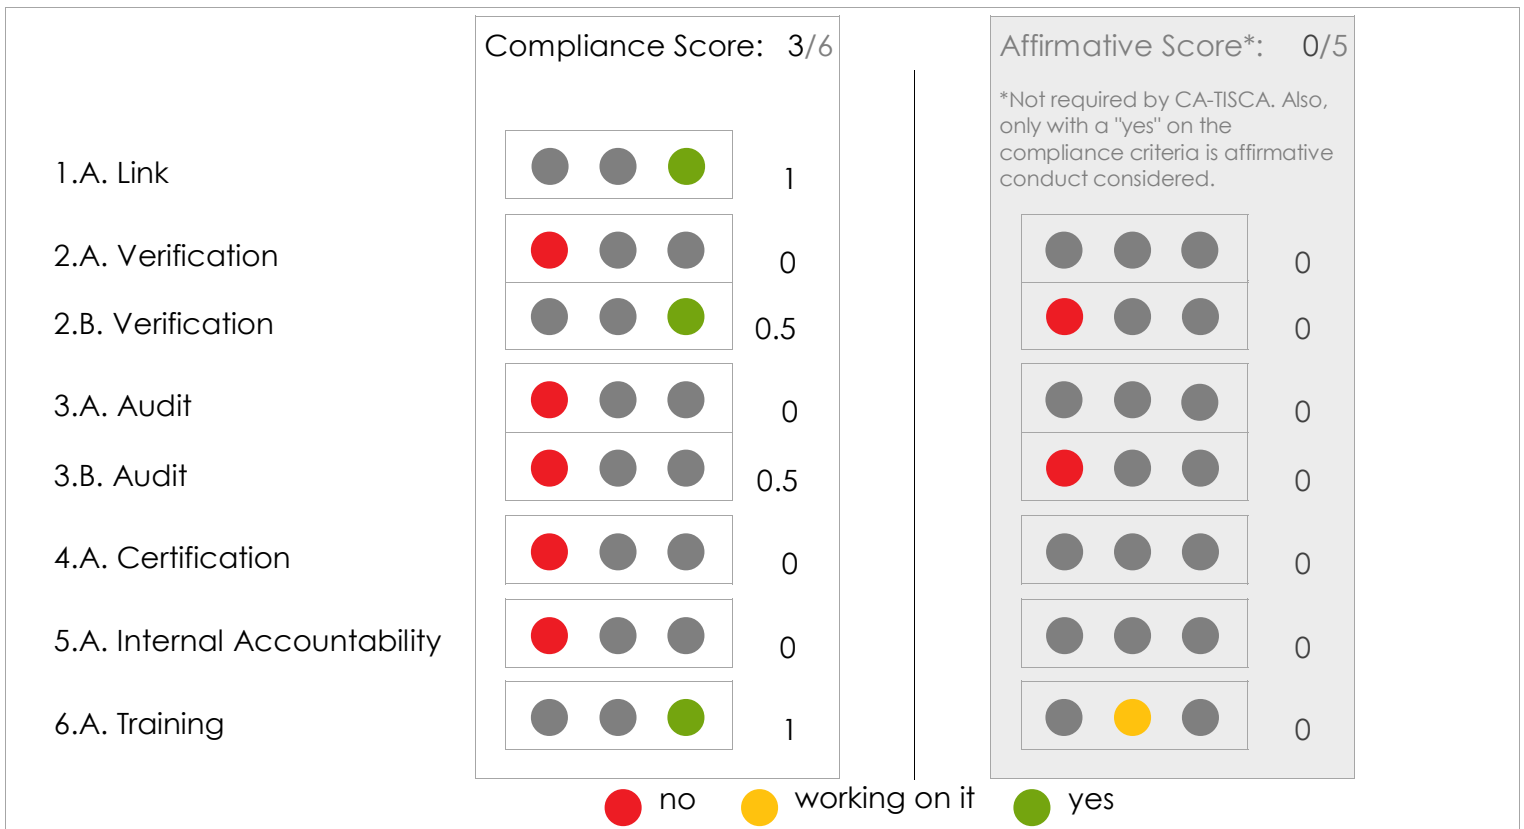 Compliance Score: 3/6
Affirmative Score*: 0/5
*Not required by CA-TISCA. Also,
only with a "yes" on the
compliance criteria is affirmative
conduct considered.
1.A. Link 1
2.A. Verification 0 0
2.B. Verification 0.5 0
3.A. Audit 0 0
3.B. Audit 0.5 0
4.A. Certification 0 0
5.A. Internal Accountability 0 0
6.A. Training 1 0
no working on it yes